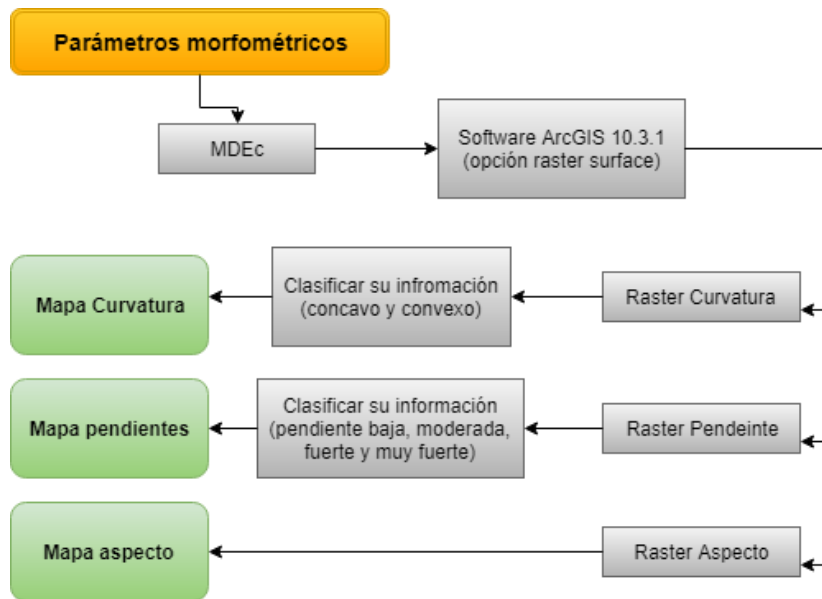 Parámetros morfométricos
MDEc
Software ArcGIS 10.3.1
(opción raster surface)
Mapa Curvatura
Clasificar su infromación
(concavo y convexo)
Raster Curvatura
Mapa pendientes
Clasificar su información
(pendiente baja, moderada,
fuerte y muy fuerte)
Raster Pendeinte
Mapa aspecto
Raster Aspecto